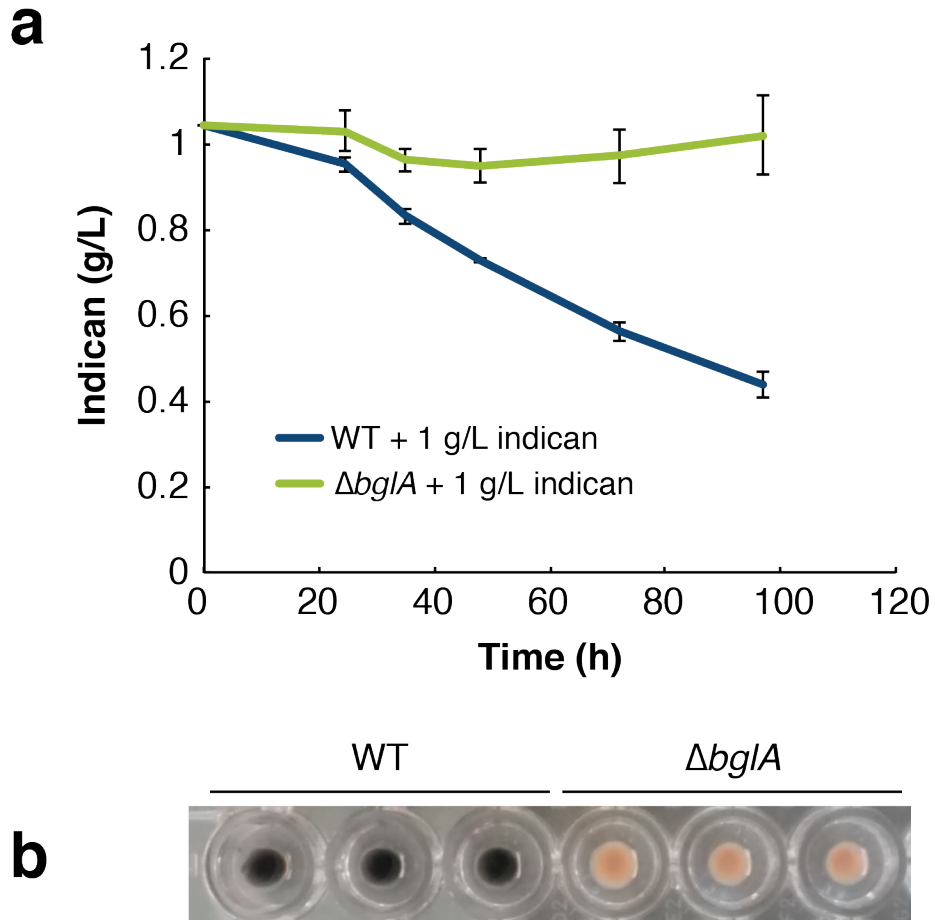 a
1.2
1
0.8
0.6
0.4
0.2
0
Indican (g/L)
WT + 1 g/L indican
ΔbglA + 1 g/L indican
0 20 40 60 80 100 120
Time (h)
WT ΔbglA
b